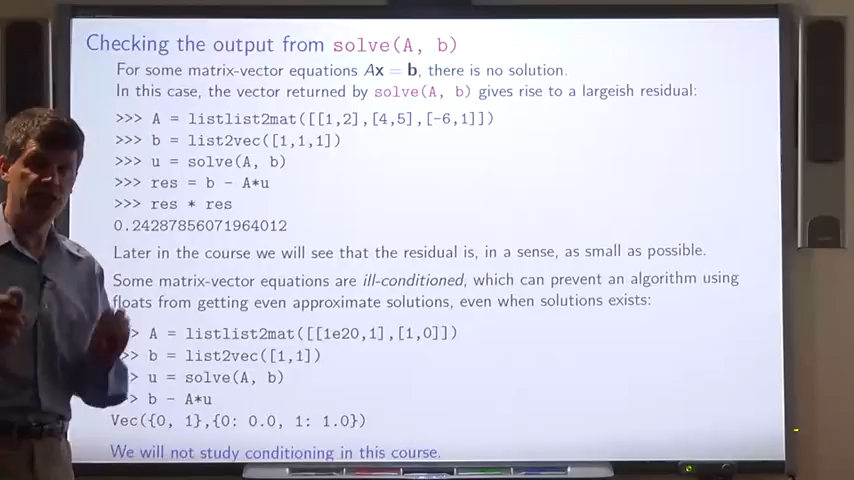 Checking the output from solve(A, b)
For some matrix-vector equations Ax = b, there is no solution.
In this case, the vector returned by solve(A, b) gives rise to a largeish residual:
>>> A = listlist2mat([[1,2],[4,5],[-6,1]])
>>> b = list2vec([1,1,1])
>>> u = solve(A, b)
>>> res = b - A*u
>>> res * res
0.24287856071964012
Later in the course we will see that the residual is, in a sense, as small as possible.
Some matrix-vector equations are ill-conditioned, which can prevent an algorithm using
floats from getting even approximate solutions, even when solutions exists:
> A = listlist2mat([[1e20,1],[1,0]])
>> b = list2vec([1,1])
> u = solve(A, b)
> b - A*u
Vec({0, 1},{0: 0.0, 1: 1.0})
We will not study conditioning in this course.